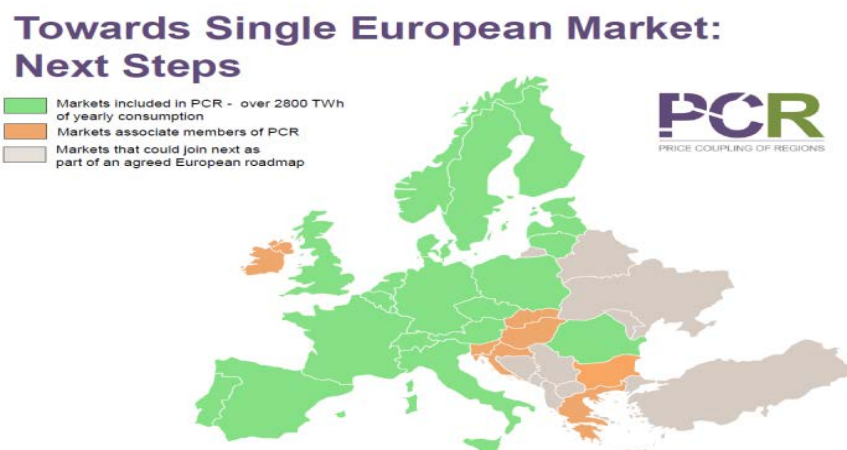 Towards Single European Market:
Next Steps
Markets included in PCR - over 2800 TWh
of yearly consumption
Markets associate members of PCR
Markets that could join next as
part of an agreed European roadmap
PCR
PRICE COUPLING OF REGIONS